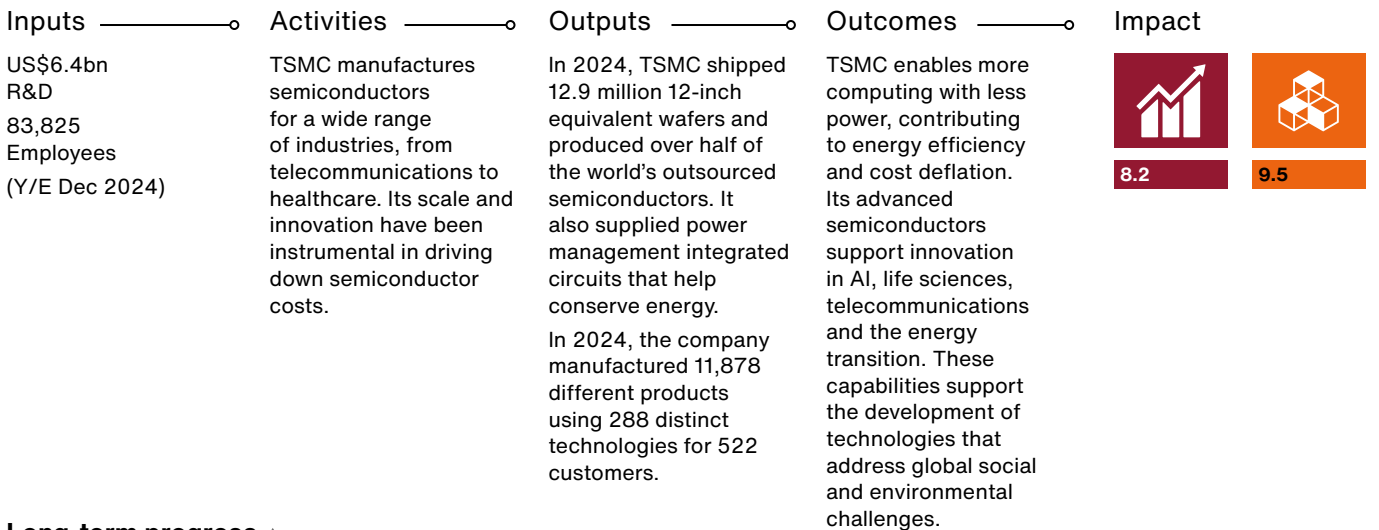 Inputs
US$6.4bn
R&D
83,825
Employees
(Y/E Dec 2024)
Activities
TSMC manufactures
semiconductors
for a wide range
of industries, from
telecommunications to
healthcare. Its scale and
innovation have been
instrumental in driving
down semiconductor
costs.
Outputs
In 2024, TSMC shipped
12.9 million 12-inch
equivalent wafers and
produced over half of
the world’s outsourced
semiconductors. It
also supplied power
management integrated
circuits that help
conserve energy.
In 2024, the company
manufactured 11,878
different products
using 288 distinct
technologies for 522
customers.
Outcomes
TSMC enables more
computing with less
power, contributing
to energy efficiency
and cost deflation.
Its advanced
semiconductors
support innovation
in AI, life sciences,
telecommunications
and the energy
transition. These
capabilities support
the development of
technologies that
address global social
and environmental
challenges.
Impact
8.2
9.5
Long-term progress